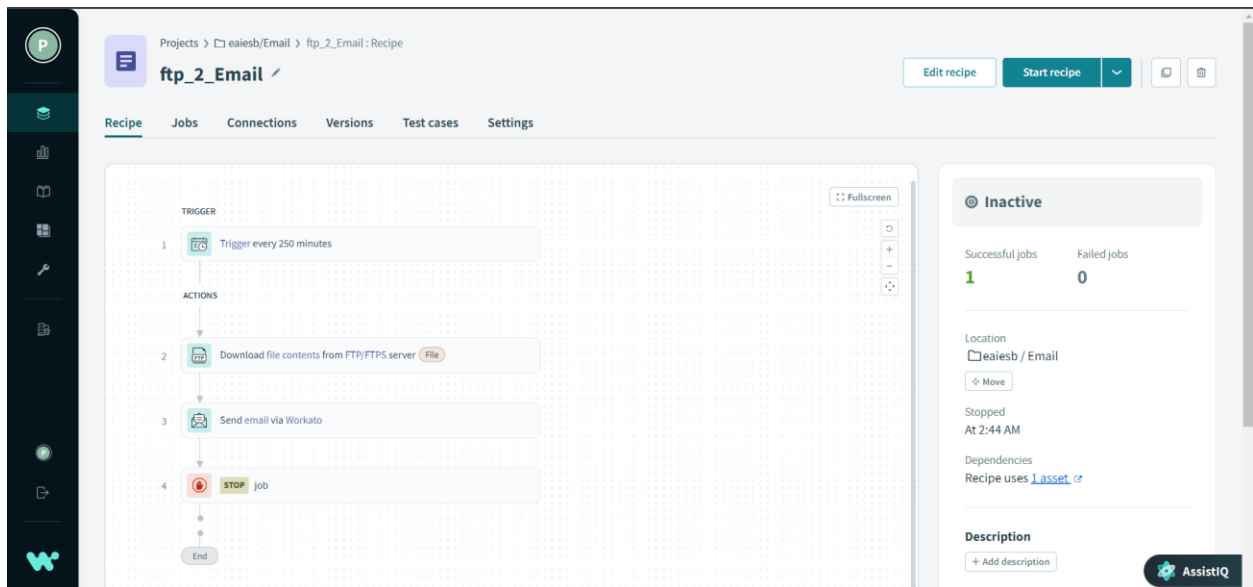 P
Projects > eaiesb/Email > ftp_2_Email : Recipe
ftp_2_Email
Edit recipe
Start recipe
Recipe Jobs Connections Versions Test cases Settings
Fullscreen
TRIGGER
1 Trigger every 250 minutes
ACTIONS
2 FTP Download file contents from FTP/FTPS server File
3 Send email via Workato
4 STOP job
End
Inactive
Successful jobs Failed jobs
1 0
Location
eaiesb / Email
Move
Stopped
At 2:44 AM
Dependencies
Recipe uses 1 asset
Description
+ Add description
P
AssistIQ